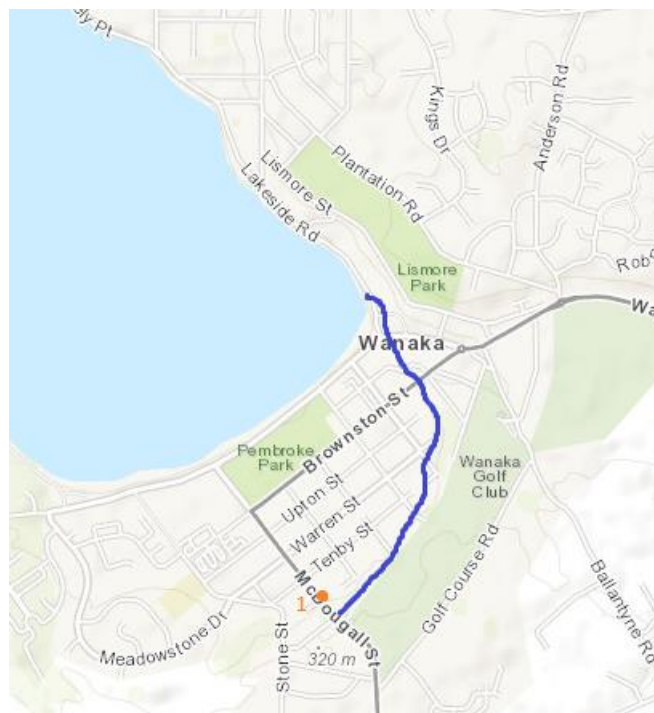 ely Pt
Kings Dr
Anderson Rd
Plantation Rd
Lismore St
Lakeside Rd
Lismore
Park
Robo
Wa
Wanaka
Brownston St
Pembroke
Park
Wanaka
Golf
Club
Upton St
Warren St
Tenby St
Golf Course Rd
Ballantyne Rd
1
McDougall St
Meadowstone Dr
Stone St
320 m